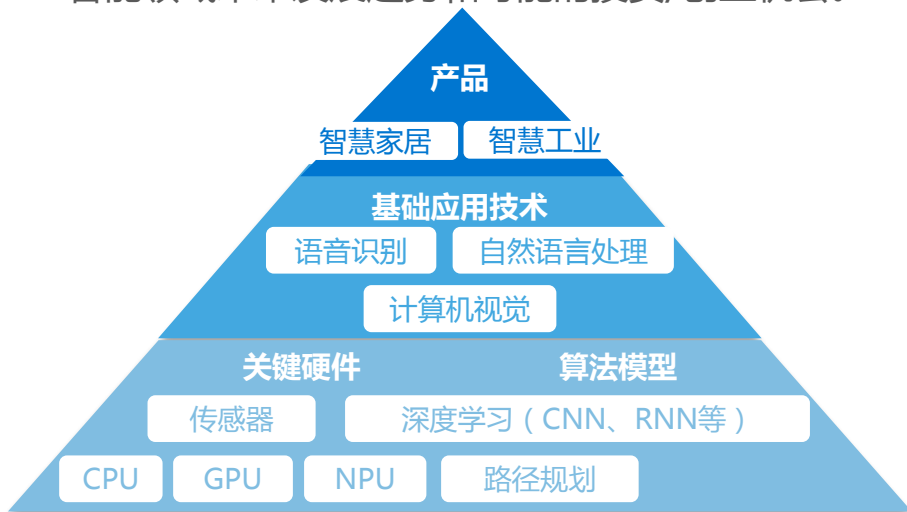 产品
智慧家居 智慧工业
基础应用技术
语音识别 自然语言处理
计算机视觉
关键硬件 算法模型
传感器 深度学习（CNN、RNN等）
CPU GPU NPU 路径规划